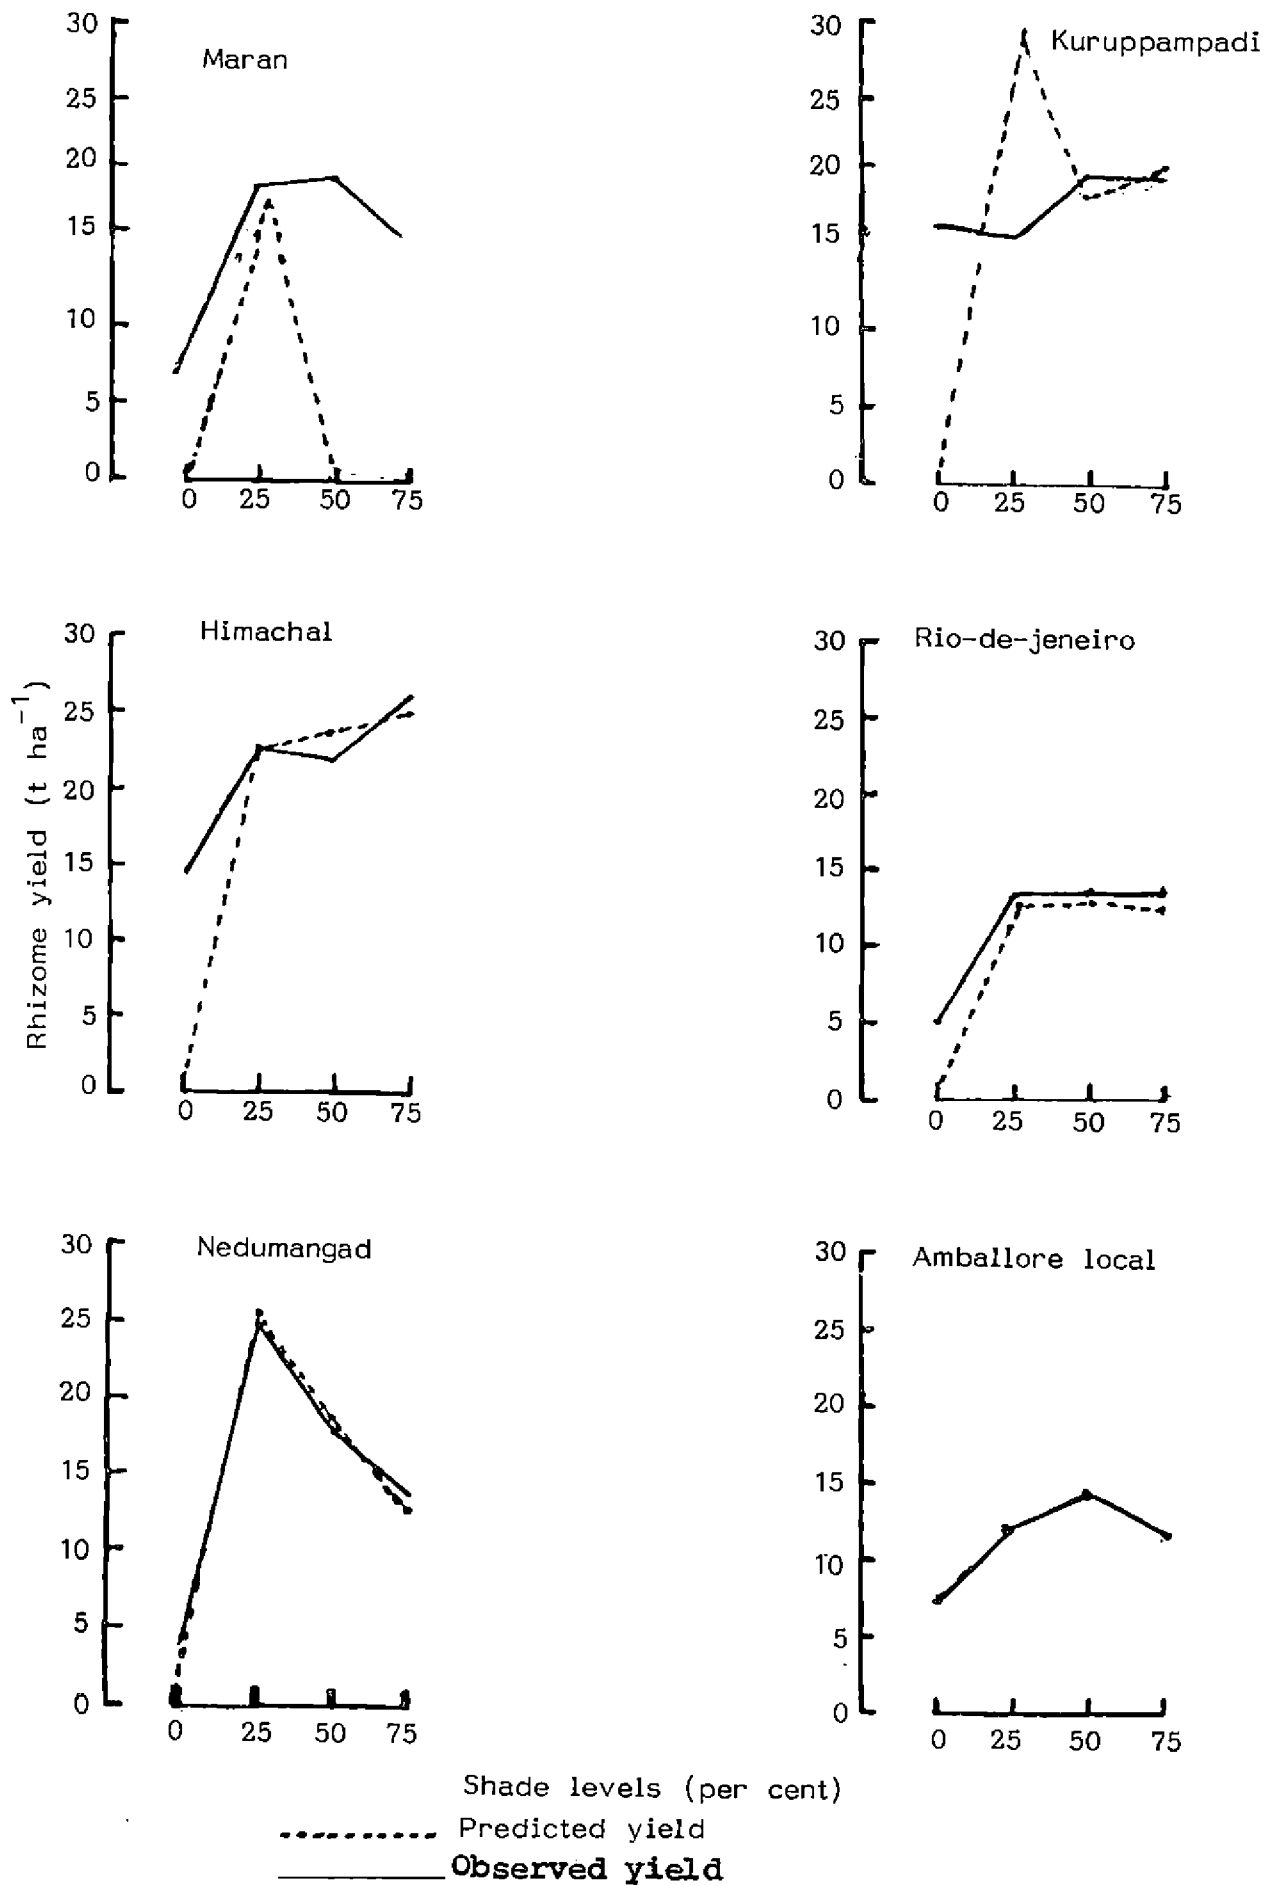 Maran
30
25
20
15
10
5
0
0 25 50 75
Kuruppampadi
30
25
20
15
10
5
0
0 25 50 75
Rhizome yield (t ha⁻¹)
Himachal
30
25
20
15
10
5
0
0 25 50 75
Rio-de-jeneiro
30
25
20
15
10
5
0
0 25 50 75
Nedumangad
30
25
20
15
10
5
0
0 25 50 75
Amballore local
30
25
20
15
10
5
0
0 25 50 75
Shade levels (per cent)
Predicted yield
Observed yield